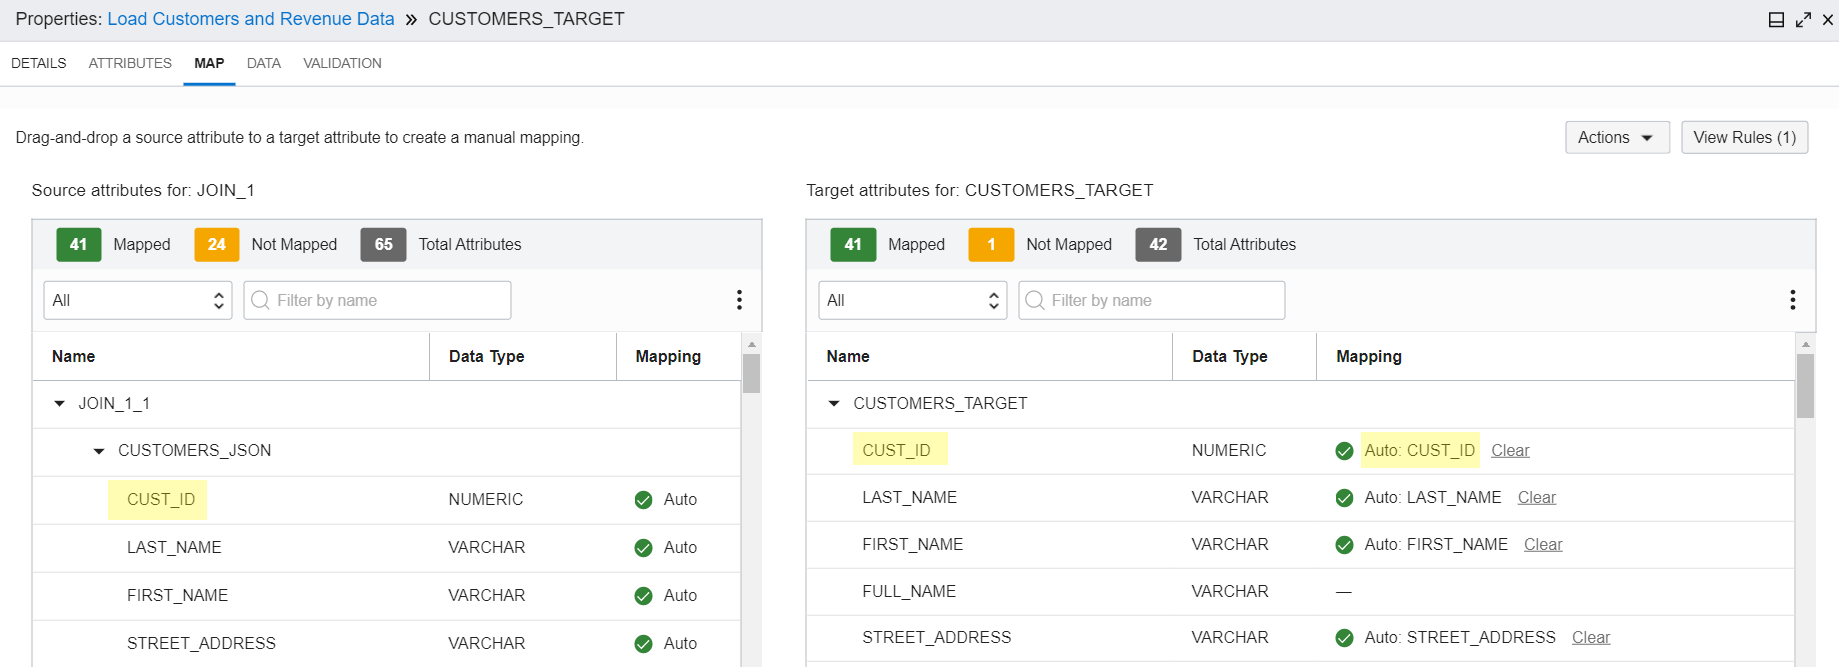 Properties: Load Customers and Revenue Data » CUSTOMERS_TARGET
DETAILS ATTRIBUTES MAP DATA VALIDATION
Drag-and-drop a source attribute to a target attribute to create a manual mapping.
Actions View Rules (1)
Source attributes for: JOIN_1
41 Mapped 24 Not Mapped 65 Total Attributes
All Filter by name
Name Data Type Mapping
JOIN_1_1
CUSTOMERS_JSON
CUST_ID NUMERIC Auto
LAST_NAME VARCHAR Auto
FIRST_NAME VARCHAR Auto
STREET_ADDRESS VARCHAR Auto
Target attributes for: CUSTOMERS_TARGET
41 Mapped 1 Not Mapped 42 Total Attributes
All Filter by name
Name Data Type Mapping
CUSTOMERS_TARGET
CUST_ID NUMERIC Auto: CUST_ID Clear
LAST_NAME VARCHAR Auto: LAST_NAME Clear
FIRST_NAME VARCHAR Auto: FIRST_NAME Clear
FULL_NAME VARCHAR —
STREET_ADDRESS VARCHAR Auto: STREET_ADDRESS Clear